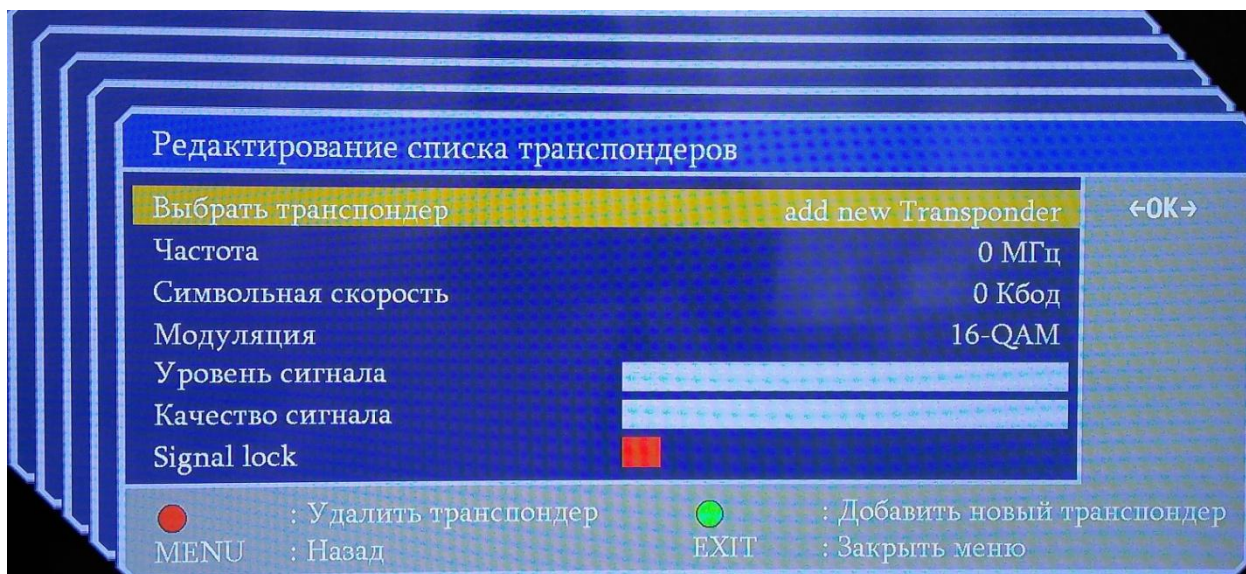 Редактирование списка транспондеров
Выбрать транспондер add new Transponder ←OK→
Частота 0 МГц
Символьная скорость 0 Кбод
Модуляция 16-QAM
Уровень сигнала
Качество сигнала
Signal lock
: Удалить транспондер : Добавить новый транспондер
MENU : Назад EXIT : Закрыть меню